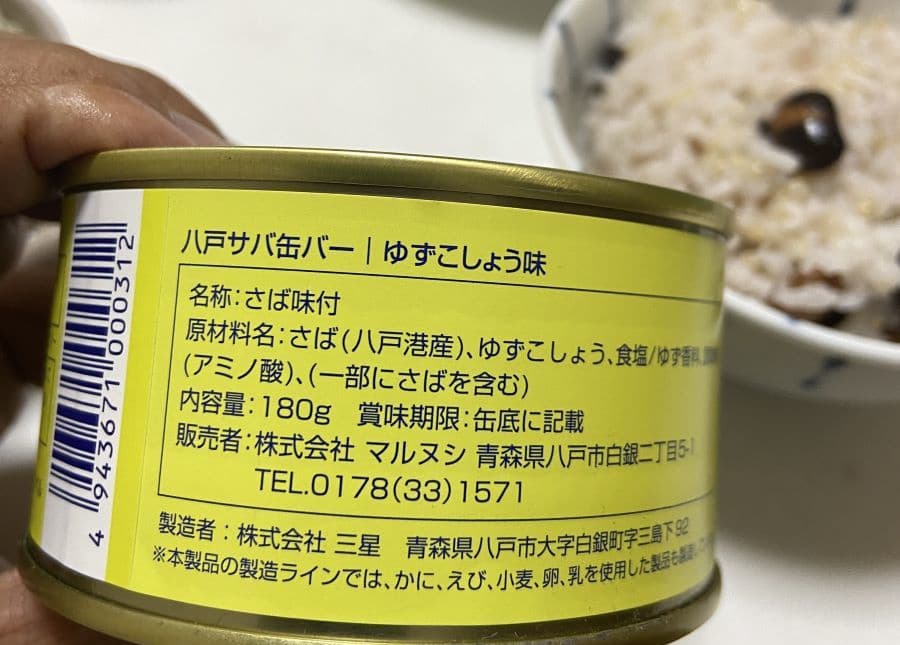 八戸サバ缶バー|ゆずこしょう味
名称:さば味付
原材料名:さば(八戸港産)、ゆずこしょう、食塩/ゆず香料、
(アミノ酸)、(一部にさばを含む)
内容量:180g 賞味期限:缶底に記載
販売者:株式会社 マルヌシ 青森県八戸市白銀二丁目5-1
TEL.0178(33)1571
製造者:株式会社 三星 青森県八戸市大字白銀町字三島下92
※本製品の製造ラインでは、かに、えび、小麦、卵、乳を使用した製品も製造
4 943671 000312